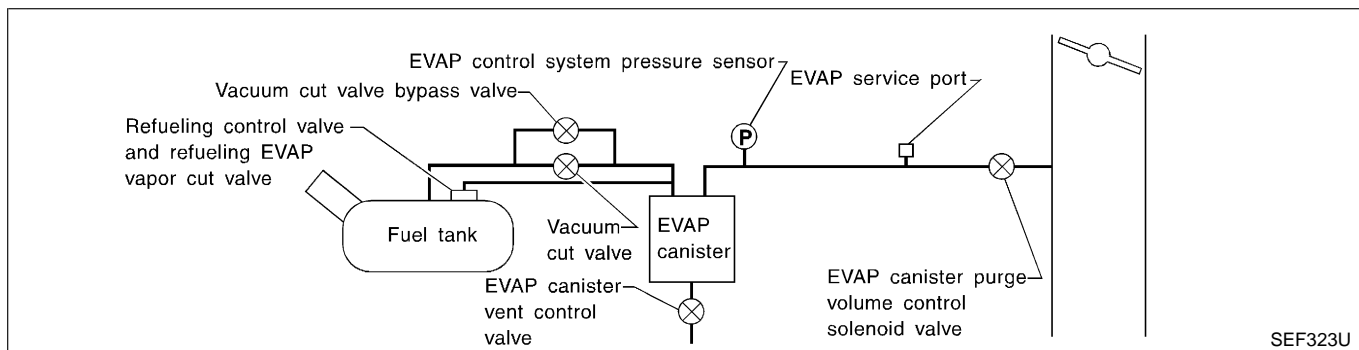 EVAP control system pressure sensor
EVAP service port
Vacuum cut valve bypass valve
Refueling control valve
and refueling EVAP
vapor cut valve
P
Fuel tank
Vacuum
cut valve
EVAP
canister
EVAP canister
vent control
valve
EVAP canister purge
volume control
solenoid valve
SEF323U